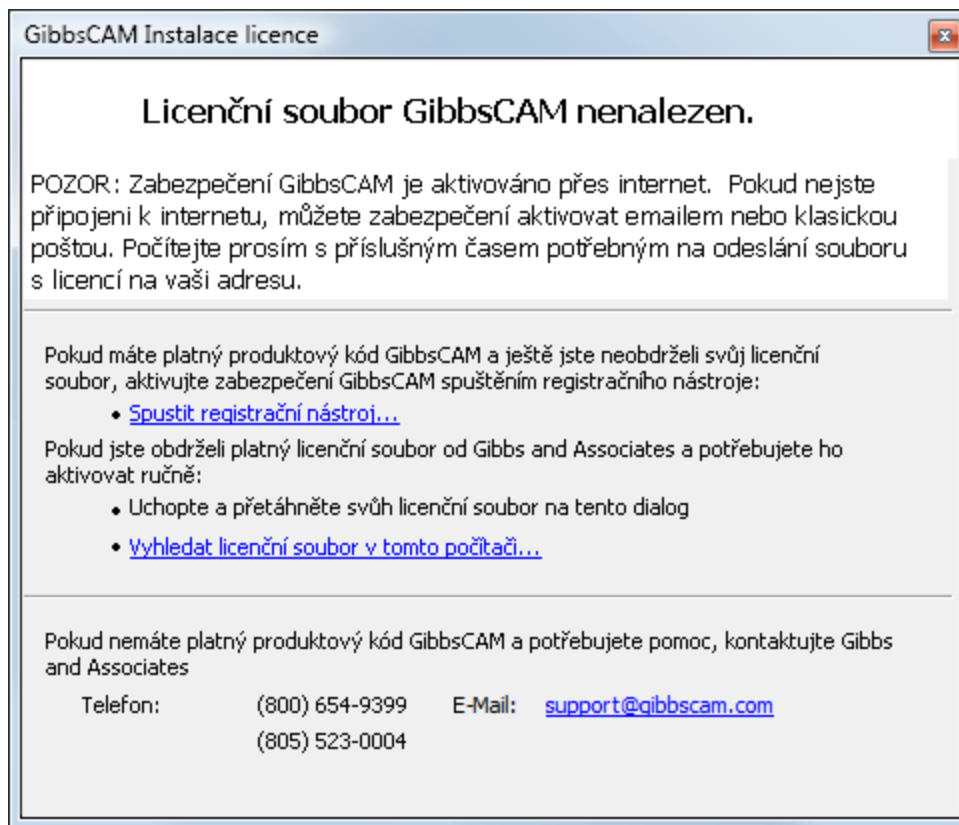 GibbsCAM Instalace licence
Licenční soubor GibbsCAM nenalezen.
POZOR: Zabezpečení GibbsCAM je aktivováno přes internet.  Pokud nejste
připojeni k internetu, můžete zabezpečení aktivovat emailem nebo klasickou
poštou. Počítejte prosím s příslušným časem potřebným na odeslání souboru
s licencí na vaši adresu.
Pokud máte platný produktový kód GibbsCAM a ještě jste neobdrželi svůj licenční
soubor, aktivujte zabezpečení GibbsCAM spuštěním registračního nástroje:
• Spustit registrační nástroj...
Pokud jste obdrželi platný licenční soubor od Gibbs and Associates a potřebujete ho
aktivovat ručně:
• Uchopte a přetáhněte svůh licenční soubor na tento dialog
• Vyhledat licenční soubor v tomto počítači...
Pokud nemáte platný produktový kód GibbsCAM a potřebujete pomoc, kontaktujte Gibbs
and Associates
Telefon: (800) 654-9399 E-Mail: support@gibbscam.com
(805) 523-0004